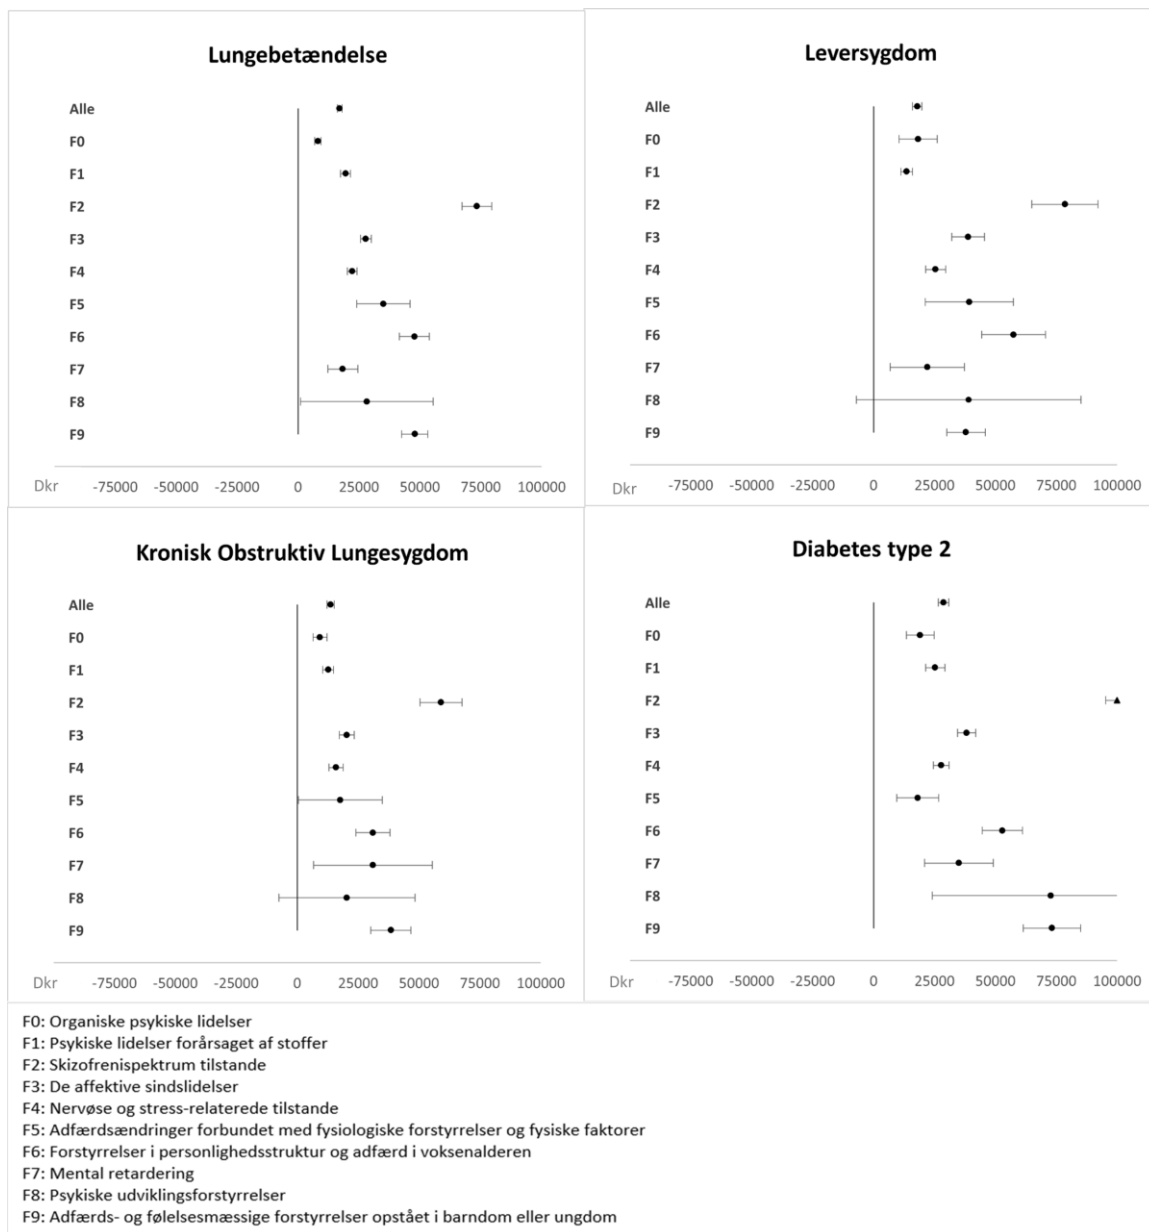 Lungebetændelse
Alle
F0
F1
F2
F3
F4
F5
F6
F7
F8
F9
Dkr -75000 -50000 -25000 0 25000 50000 75000 100000
Leversygdom
Alle
F0
F1
F2
F3
F4
F5
F6
F7
F8
F9
Dkr -75000 -50000 -25000 0 25000 50000 75000 100000
Kronisk Obstruktiv Lungesygdom
Alle
F0
F1
F2
F3
F4
F5
F6
F7
F8
F9
Dkr -75000 -50000 -25000 0 25000 50000 75000 100000
Diabetes type 2
Alle
F0
F1
F2
F3
F4
F5
F6
F7
F8
F9
Dkr -75000 -50000 -25000 0 25000 50000 75000 100000
F0: Organiske psykiske lidelser
F1: Psykiske lidelser forårsaget af stoffer
F2: Skizofrenispektrum tilstande
F3: De affektive sindslidelser
F4: Nervøse og stress-relaterede tilstande
F5: Adfærdsændringer forbundet med fysiologiske forstyrrelser og fysiske faktorer
F6: Forstyrrelser i personlighedsstruktur og adfærd i voksenalderen
F7: Mental retardering
F8: Psykiske udviklingsforstyrrelser
F9: Adfærds- og følelsesmæssige forstyrrelser opstået i barndom eller ungdom